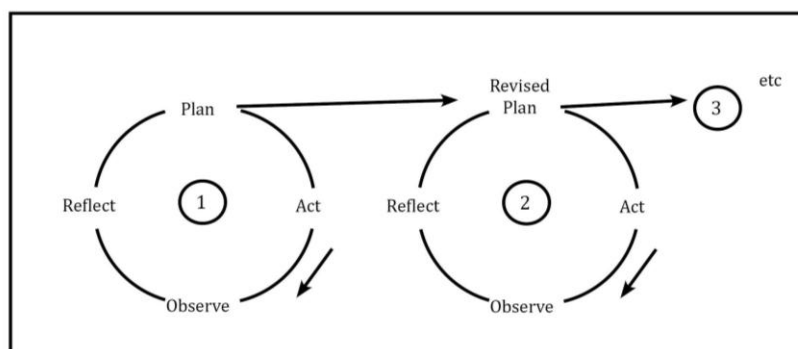 Plan
Reflect
1
Act
Observe
Revised
Plan
Reflect
2
Act
Observe
3
etc